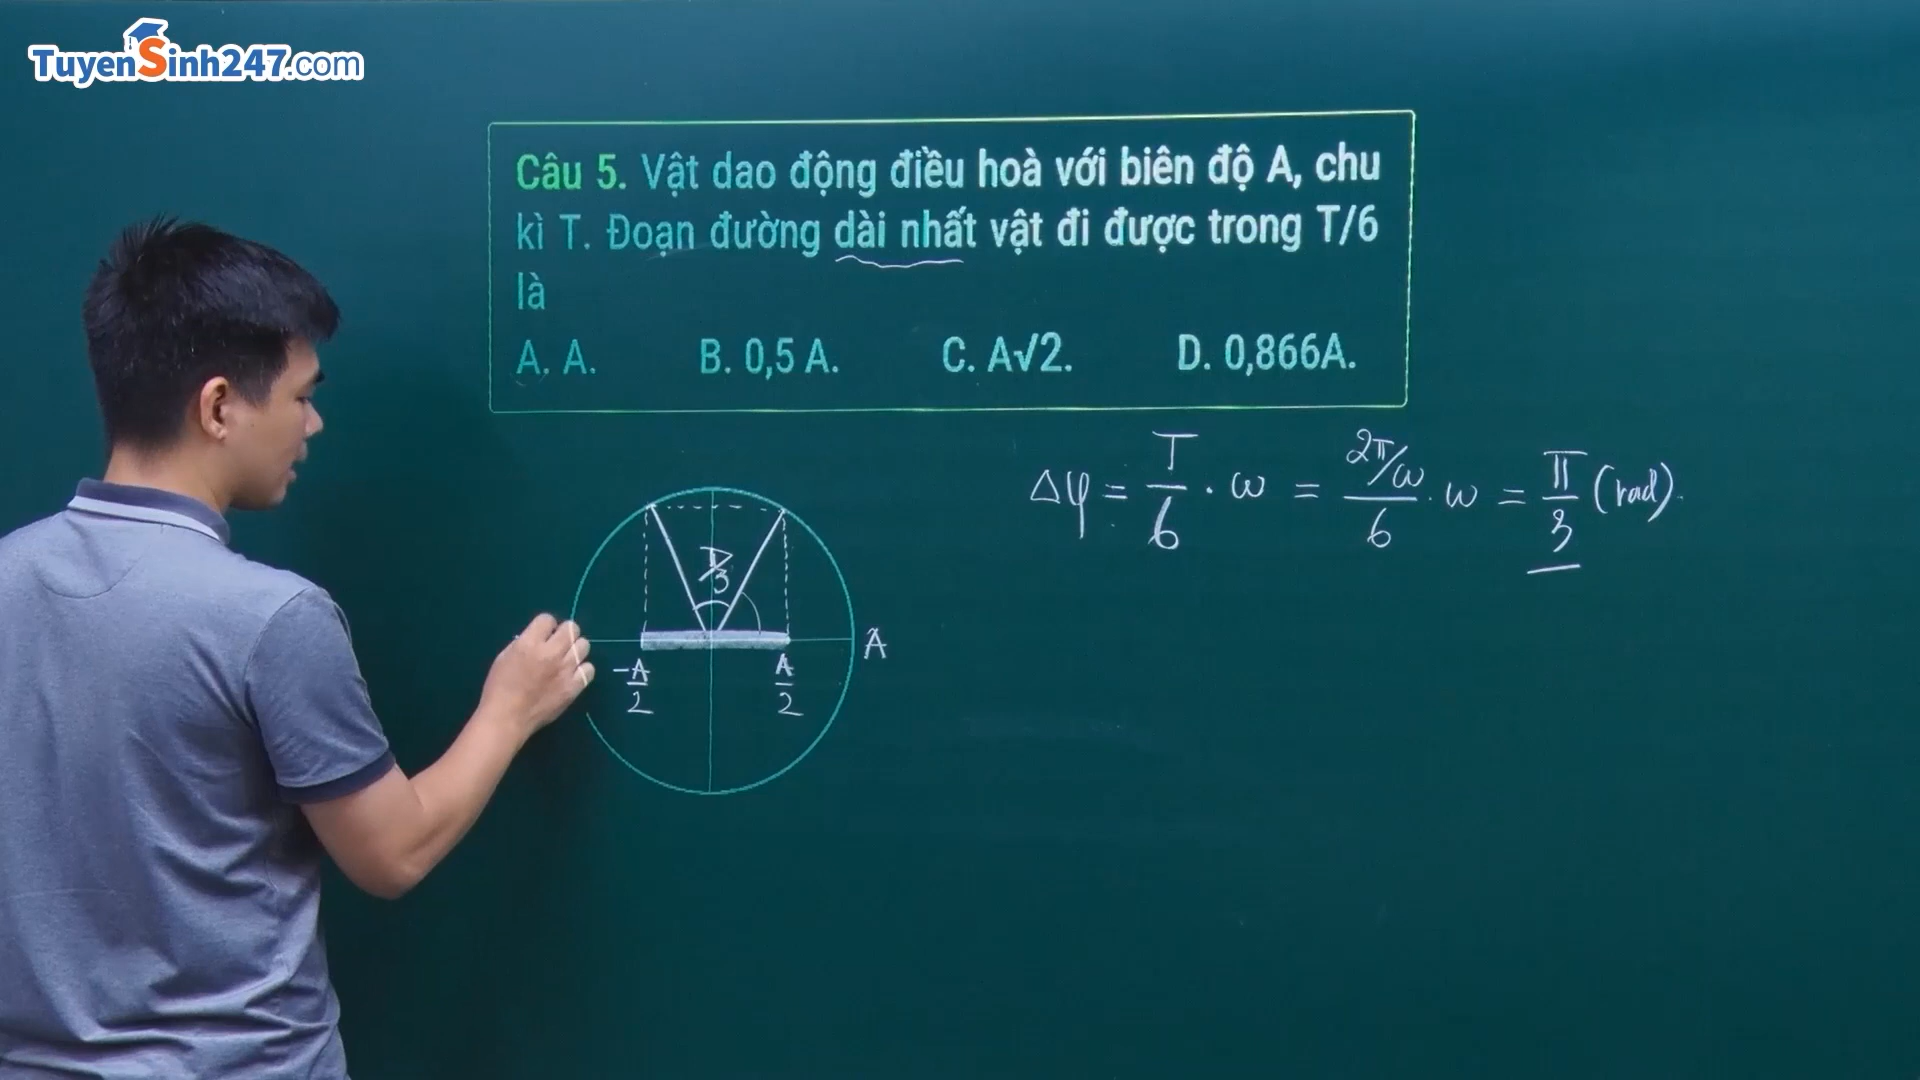 TuyenSinh247.com
Câu 5. Vật dao động điều hoà với biên độ A, chu
kì T. Đoạn đường dài nhất vật đi được trong T/6
là
A. A. B. 0,5 A. C. A√2. D. 0,866A.
Δφ = T/6 · ω = 2π/ω/6 · ω = π/3 (rad).
π/3
A
-A/2 A/2